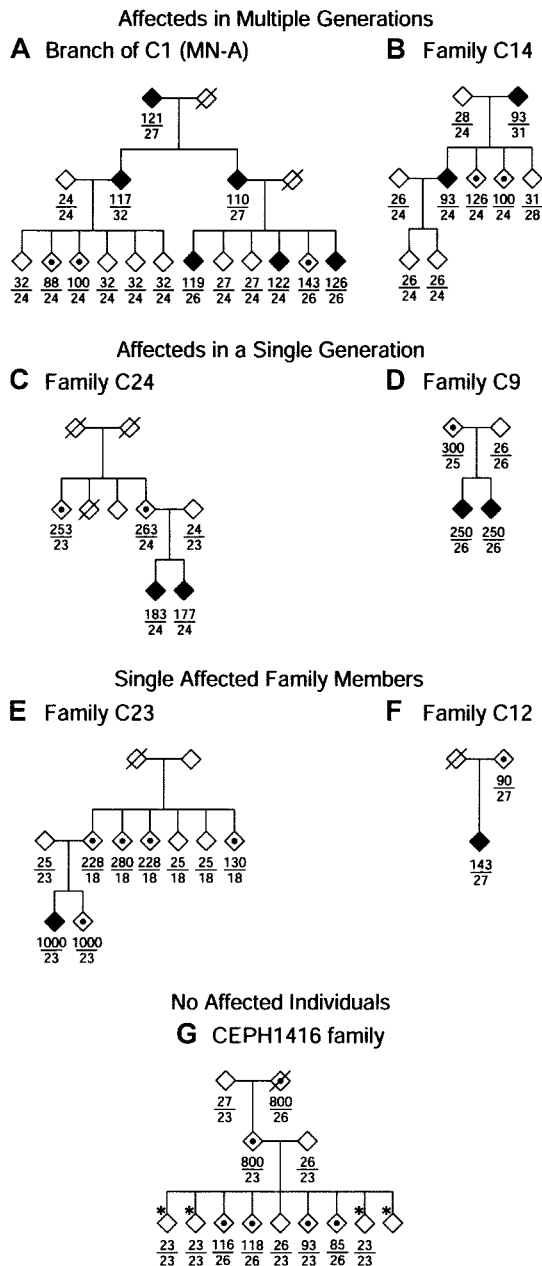 Affecteds in Multiple Generations
A Branch of C1 (MN-A)
B Family C14
121 28 93
27 24 31
24 117 110 26 93 126 100 31
24 32 27 24 24 24 24 28
32 88 100 32 32 32 119 27 27 122 143 126 26 26
24 24 24 24 24 24 26 24 24 24 26 26 24 24
Affecteds in a Single Generation
C Family C24
D Family C9
300 26
25 26
253 263 24
23 24 23
250 250
26 26
183 177
24 24
Single Affected Family Members
E Family C23
F Family C12
90
27
25 228 280 228 25 25 130
23 18 18 18 18 18 18
143
27
1000 1000
23 23
No Affected Individuals
G CEPH1416 family
27 800
23 26
800 26
23 23
* * * *
23 23 116 118 26 93 85 23
23 23 26 26 23 23 26 23